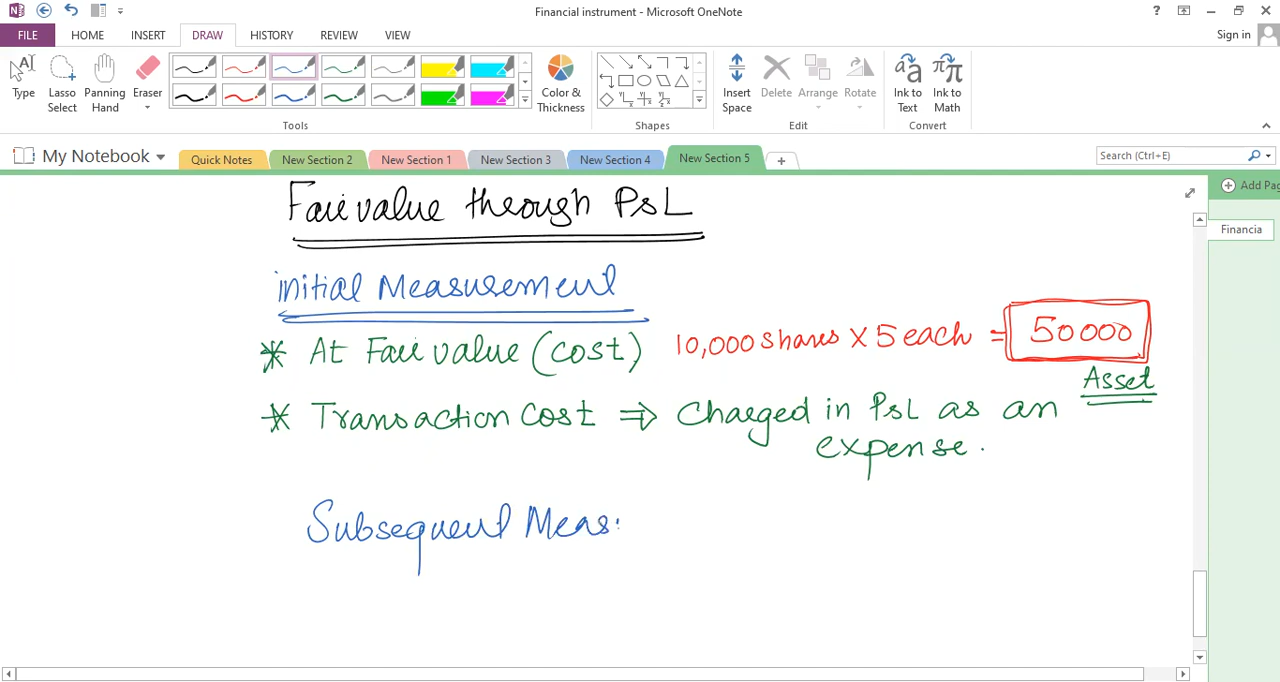 Financial instrument - Microsoft OneNote
Sign in
FILE HOME INSERT DRAW HISTORY REVIEW VIEW
Type
Lasso Select
Panning Hand
Eraser
Color & Thickness
Insert Space
Delete
Arrange
Rotate
Ink to Text
Ink to Math
Tools Shapes Edit Convert
My Notebook
Quick Notes New Section 2 New Section 1 New Section 3 New Section 4 New Section 5
Search (Ctrl+E)
Add Pag
Financia
Fair value through P&L
initial Measurement
* At Fair value (cost) 10,000 shares X 5 each = 50000
Asset
* Transaction Cost ⇒ Charged in P&L as an
expense.
Subsequent Meas